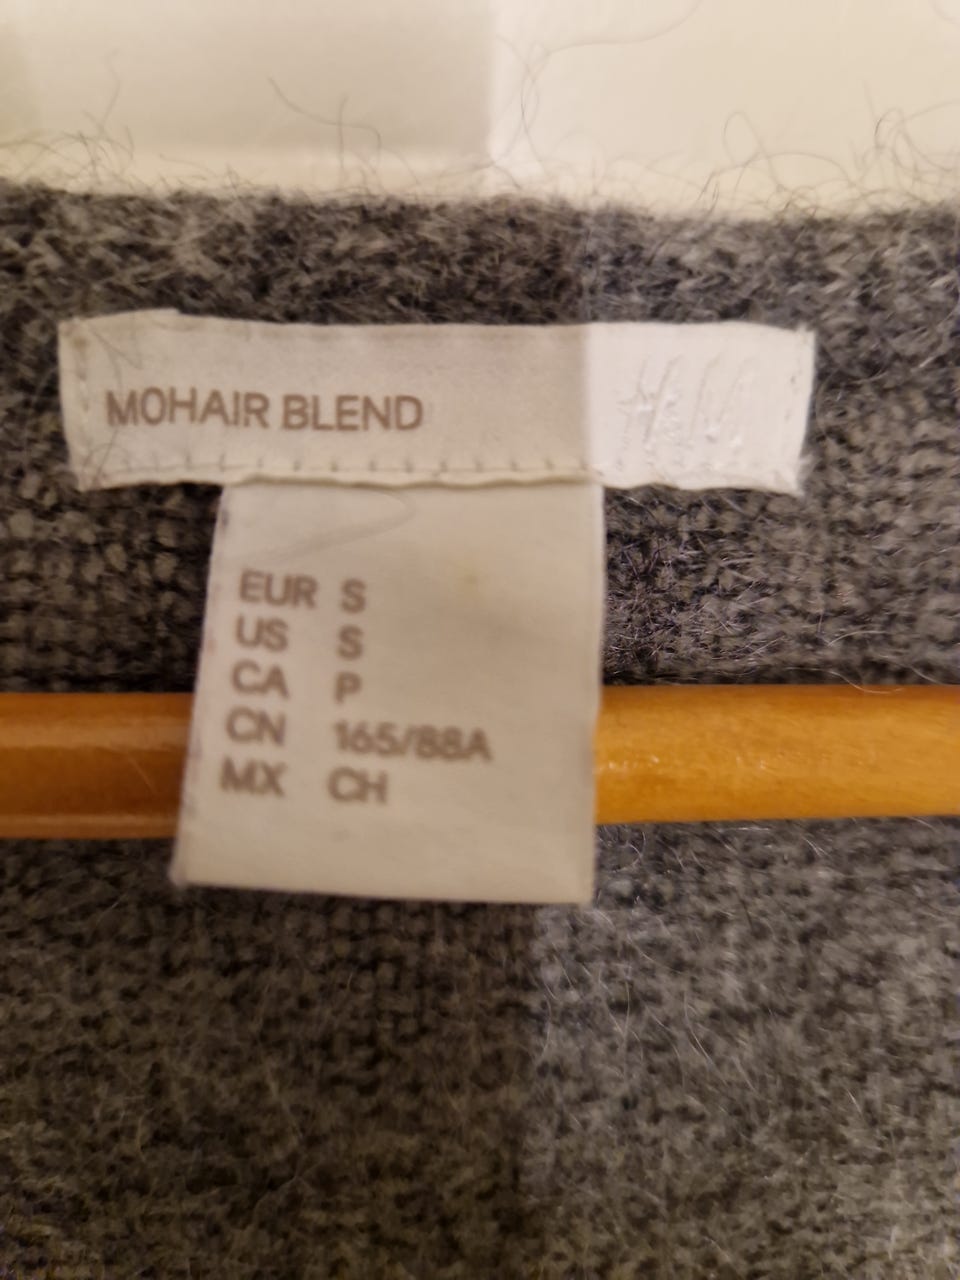 MOHAIR BLEND
H&M
EUR S
US S
CA P
CN 165/88A
MX CH